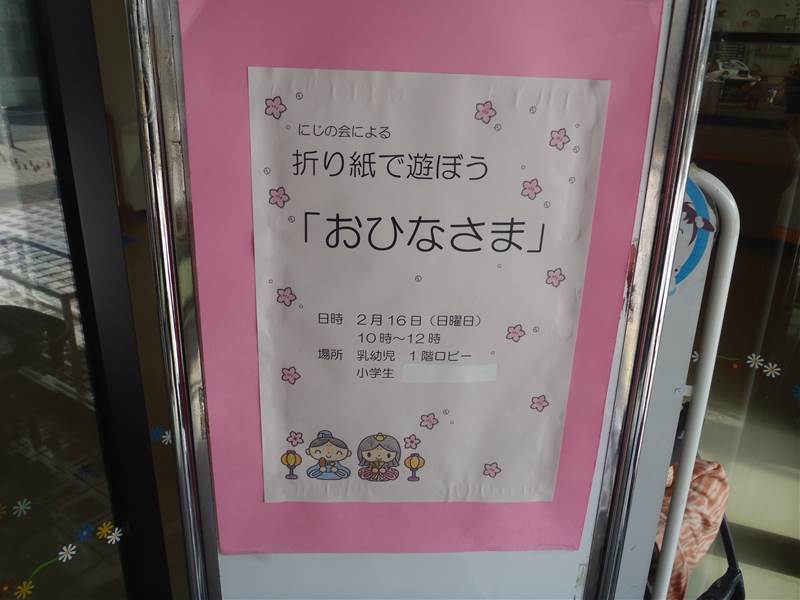 にじの会による
折り紙で遊ぼう
「おひなさま」
日時 2月16日（日曜日）
10時～12時
場所 乳幼児 1階ロビー
小学生